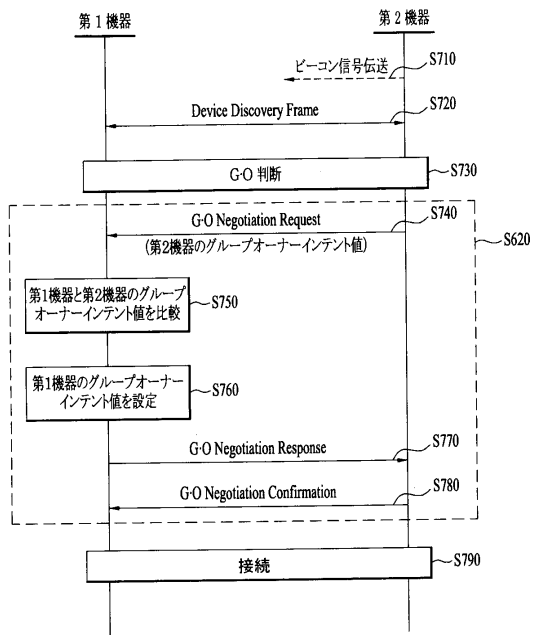 第1機器
第2機器
ビーコン信号伝送
S710
Device Discovery Frame
S720
G·O 判断
S730
G·O Negotiation Request
S740
(第2機器のグループオーナーインテント値)
S620
第1機器と第2機器のグループ
オーナーインテント値を比較
S750
第1機器のグループオーナー
インテント値を設定
S760
G·O Negotiation Response
S770
G·O Negotiation Confirmation
S780
接続
S790